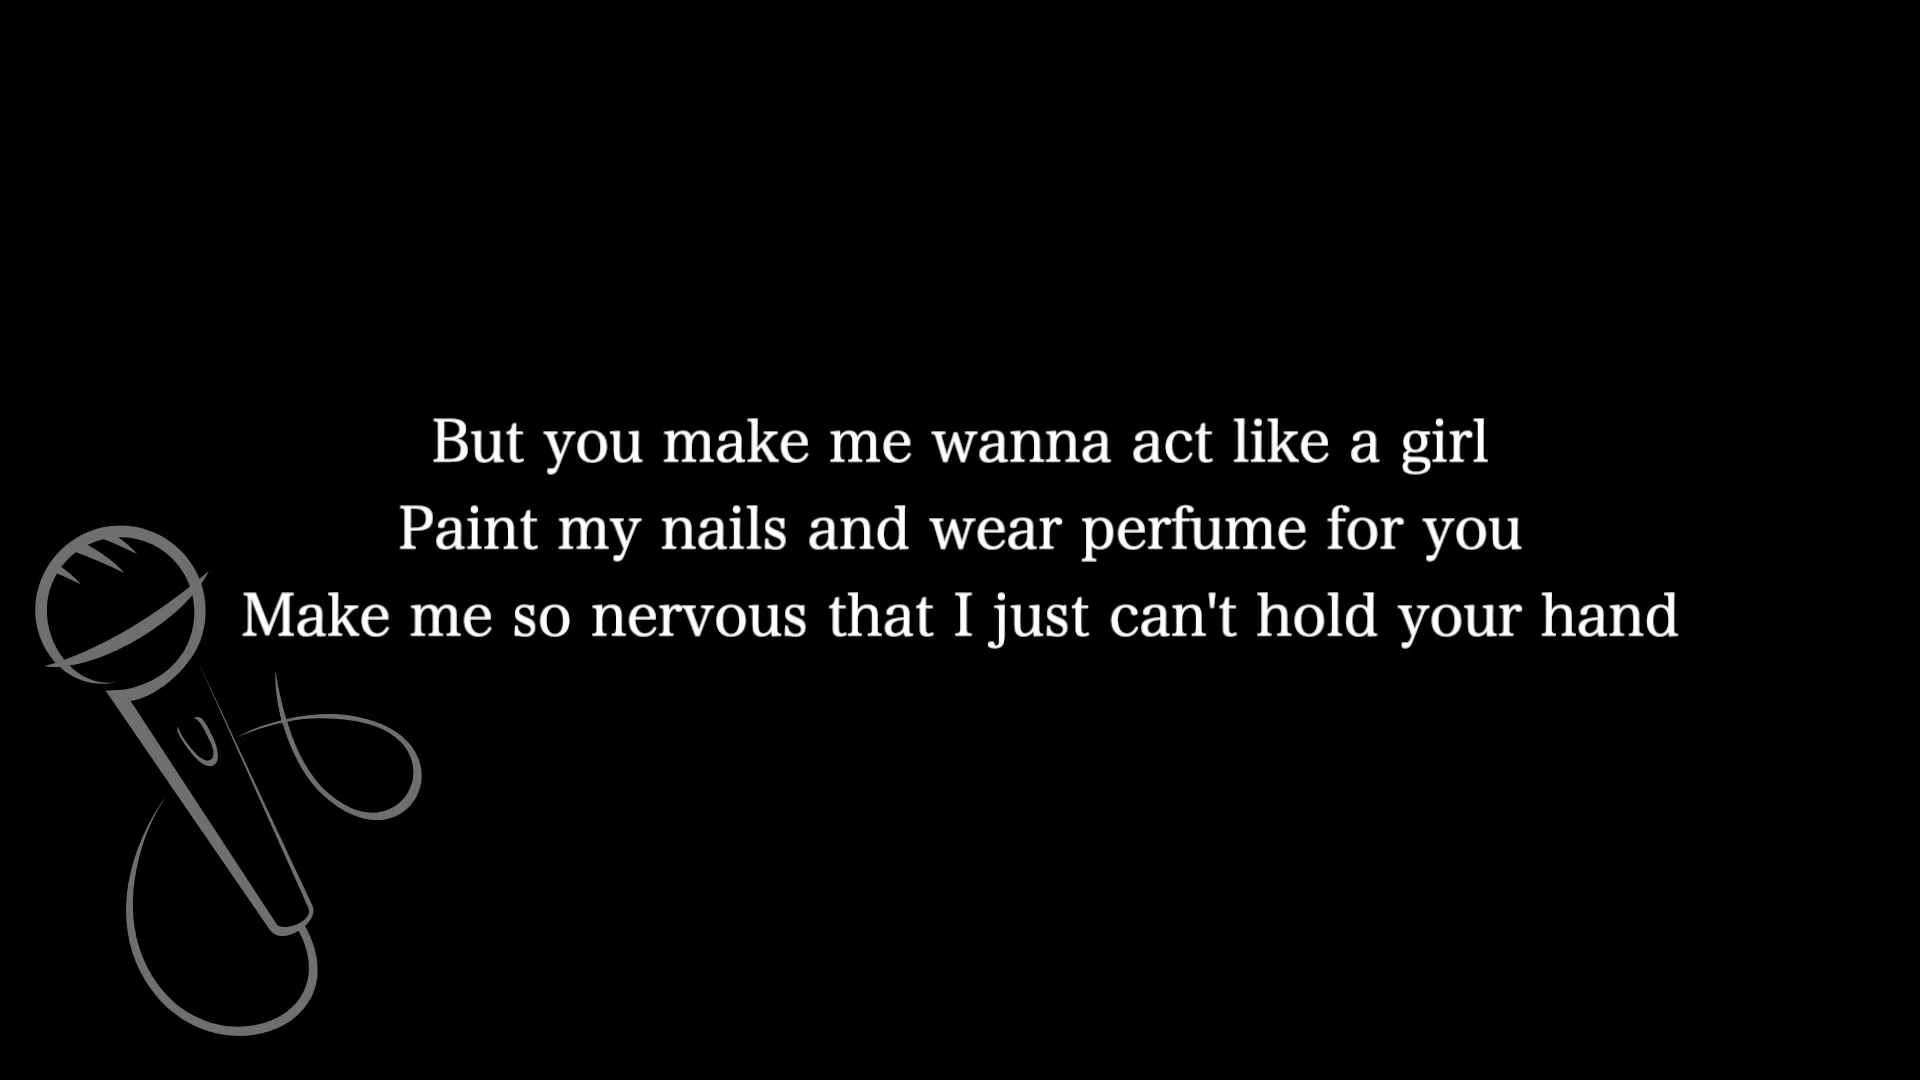 But you make me wanna act like a girl
Paint my nails and wear perfume for you
Make me so nervous that I just can't hold your hand